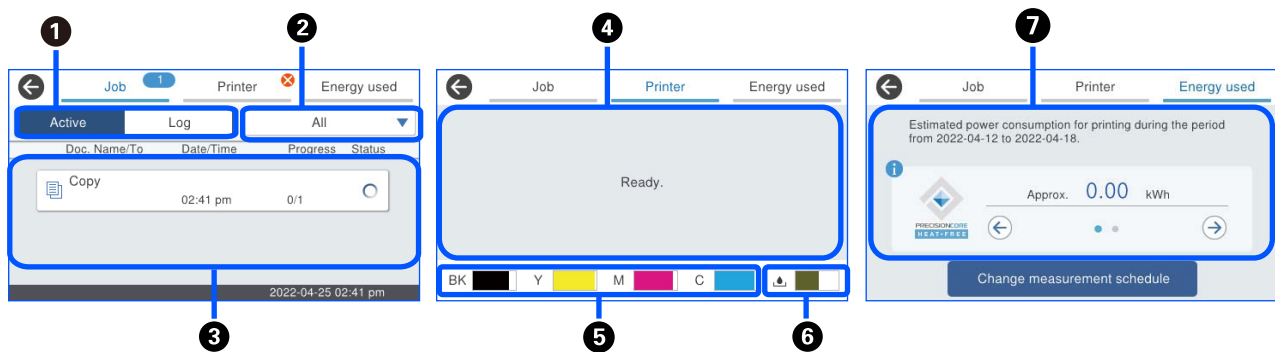 1
2
4
7
Job 1 Printer Energy used
Active Log All
Doc. Name/To Date/Time Progress Status
Copy
02:41 pm 0/1
2022-04-25 02:41 pm
3
Job Printer Energy used
Ready.
BK Y M C
5
6
Job Printer Energy used
Estimated power consumption for printing during the period
from 2022-04-12 to 2022-04-18.
i
Approx. 0.00 kWh
PRECISIONCORE
HEAT-FREE
Change measurement schedule